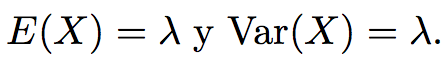 E(X) = λ y Var(X) = λ.